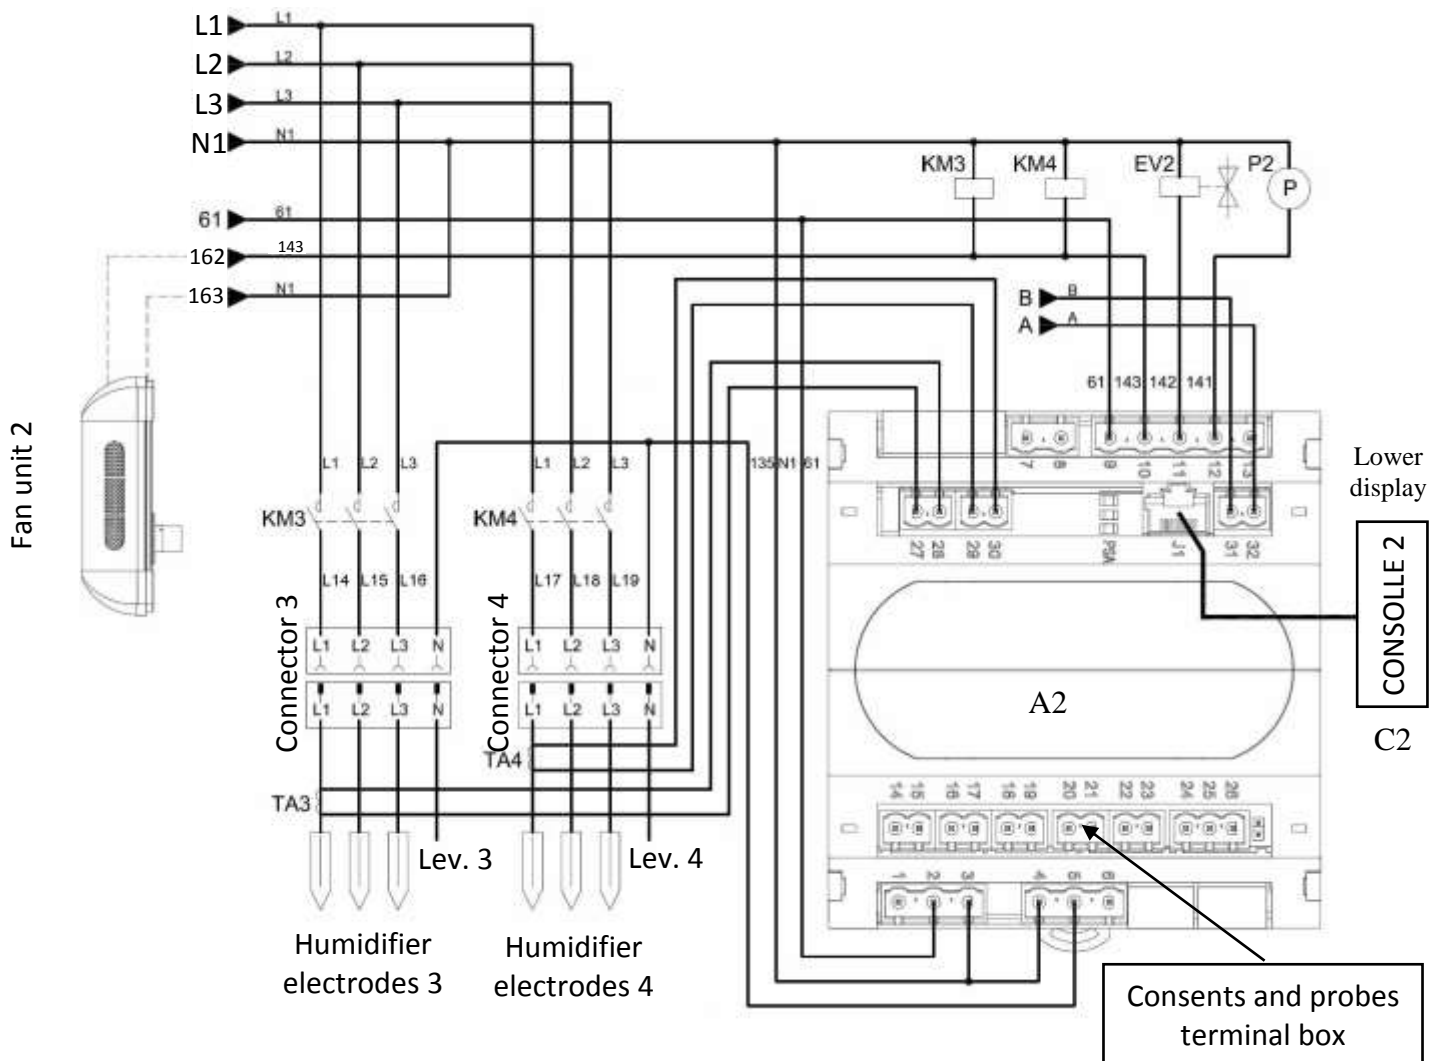 L1 L1
L2 L2
L3 L3
N1 N1
KM3 KM4 EV2 P2
P
61 61
162 143
163 N1
B B
A A
61 143 142 141
Fan unit 2
L1 L2 L3 L1 L2 L3 135 N1 61
7 8 9 10 11 12 13
Lower
display
KM3 KM4
27 28 29 30 J1 31 32
CONSOLLE 2
C2
L14 L15 L16 L17 L18 L19
Connector 3
L1 L2 L3 N
L1 L2 L3 N
Connector 4
L1 L2 L3 N
L1 L2 L3 N
A2
TA4
TA3
14 15 16 17 18 19 20 21 22 23 24 25 26
Lev. 3 Lev. 4
1 2 3 4 5 6
Humidifier
electrodes 3
Humidifier
electrodes 4
Consents and probes
terminal box